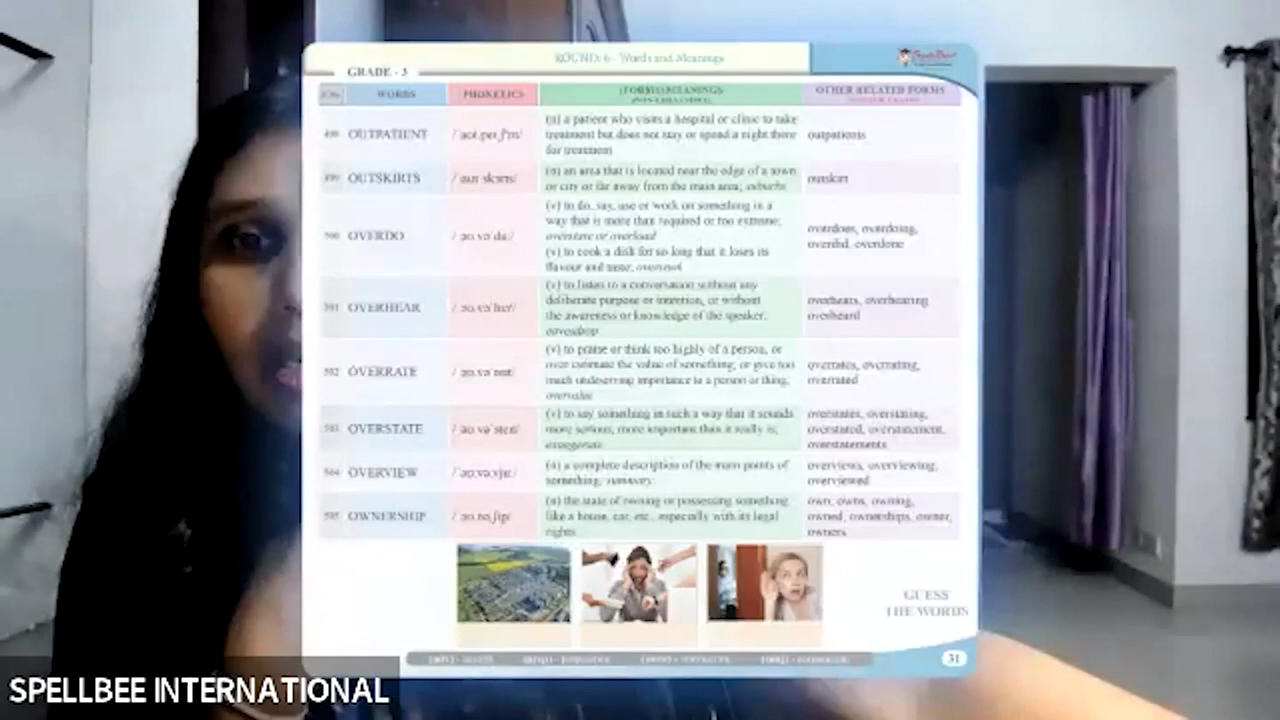 ROUND: 6 - Words and Meanings
GRADE - 5
WORDS
PHONETICS
OTHER RELATED FORMS
OUTPATIENT
(n) a patient who visits a hospital or clinic to take
treatment but does not stay or spend a night there
for treatment
outpatients
499
OUTSKIRTS
(n) an area that is located near the edge of a town
or city or far away from the main area; suburbs
outskirt
500
OVERDO
(v) to do, say, use or work on something in a
way that is more than required or too extreme;
overstate or overload
(v) to cook a dish for so long that it loses its
flavour and taste; overcook
overdoes, overdoing,
overdid, overdone
501
OVERHEAR
(v) to listen to a conversation without any
deliberate purpose or intention, or without
the awareness or knowledge of the speaker;
eavesdrop
overhears, overhearing
overheard
502
OVERRATE
(v) to praise or think too highly of a person, or
over estimate the value of something; or give too
much undeserving importance to a person or thing;
overvalue
overrates, overrating,
overrated
503
OVERSTATE
(v) to say something in such a way that it sounds
more serious, more important than it really is;
exaggerate
overstates, overstating,
overstated, overstatement,
overstatements
504
OVERVIEW
(n) a complete description of the main points of
something; summary
overviews, overviewing,
overviewed
505
OWNERSHIP
(n) the state of owning or possessing something
like a house, car, etc., especially with its legal
rights
own, owns, owning,
owned, ownerships, owner,
owners
GUESS
THE WORDS
31
SPELLBEE INTERNATIONAL